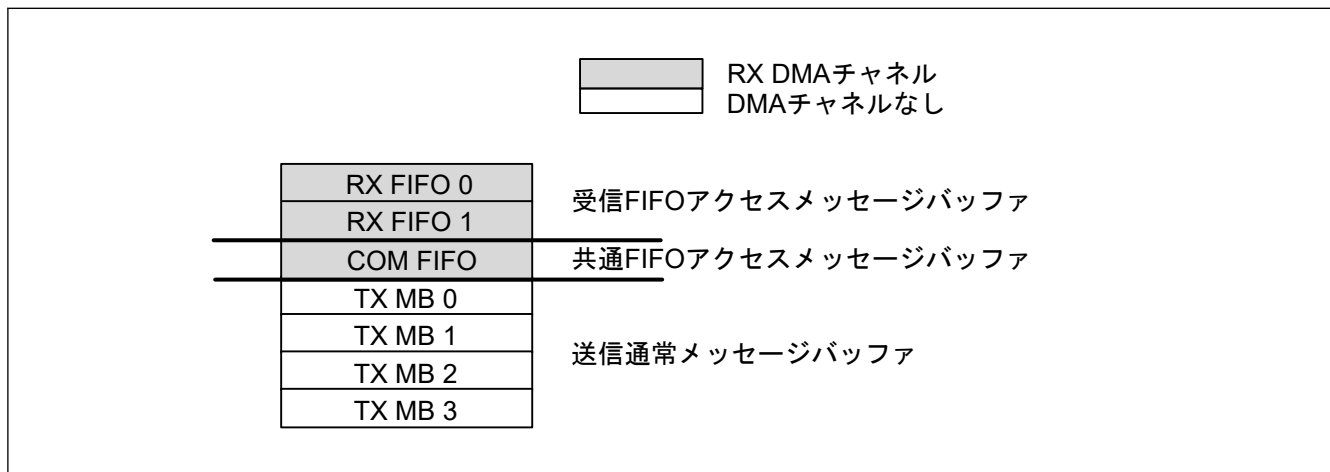 RX DMAチャネル
DMAチャネルなし
RX FIFO 0
RX FIFO 1
受信FIFOアクセスメッセージバッファ
COM FIFO
共通FIFOアクセスメッセージバッファ
TX MB 0
TX MB 1
TX MB 2
TX MB 3
送信通常メッセージバッファ